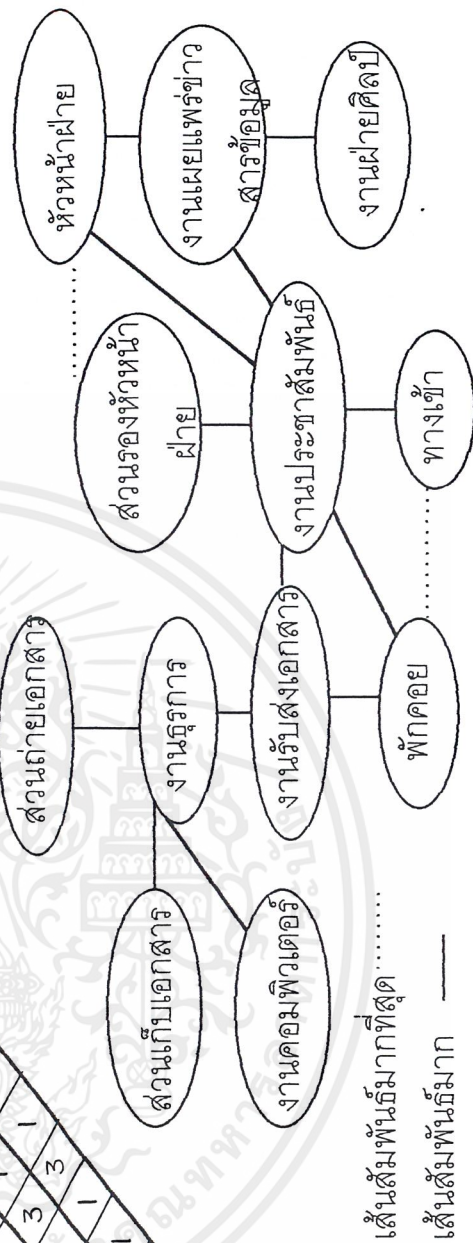 หัวหน้าฝ่าย
งานเผยแพร่ข่าว
สารข้อมูล
งานฝ่ายศิลป์
ส่วนรองหัวหน้า
ฝ่าย
งานประชาสัมพันธ์
ทางเข้า
ส่วนถ่ายเอกสาร
งานธุรการ
งานรับส่งเอกสาร
พักคอย
ส่วนเก็บเอกสาร
งานคอมพิวเตอร์
เส้นสัมพันธ์มากที่สุด ..........
เส้นสัมพันธ์มาก ———
1
3
3
1
1